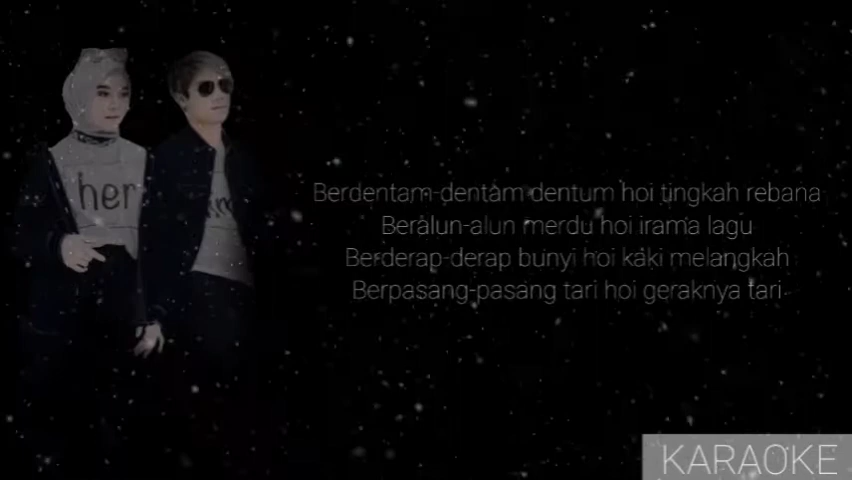 her
Berdentam-dentam dentum hoi tingkah rebana
Beralun-alun merdu hoi irama lagu
Berderap-derap bunyi hoi kaki melangkah
Berpasang-pasang tari hoi geraknya tari
KARAOKE